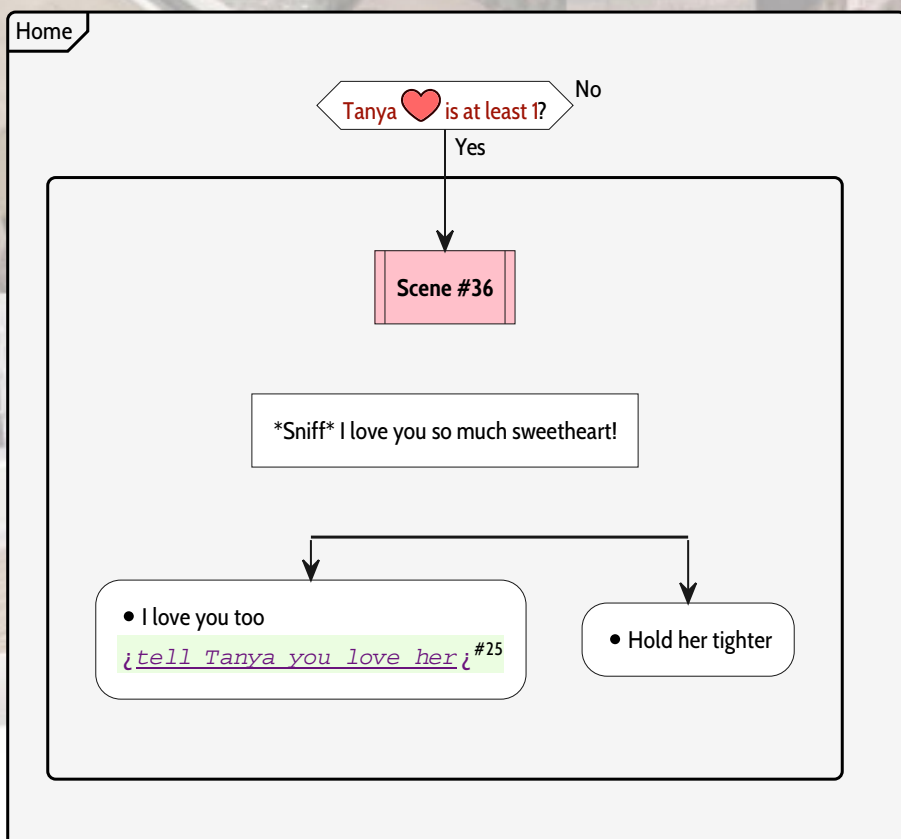 Home
Tanya ❤ is at least 1?
No
Yes
Scene #36
*Sniff* I love you so much sweetheart!
• I love you too
¿tell Tanya you love her¿#25
• Hold her tighter